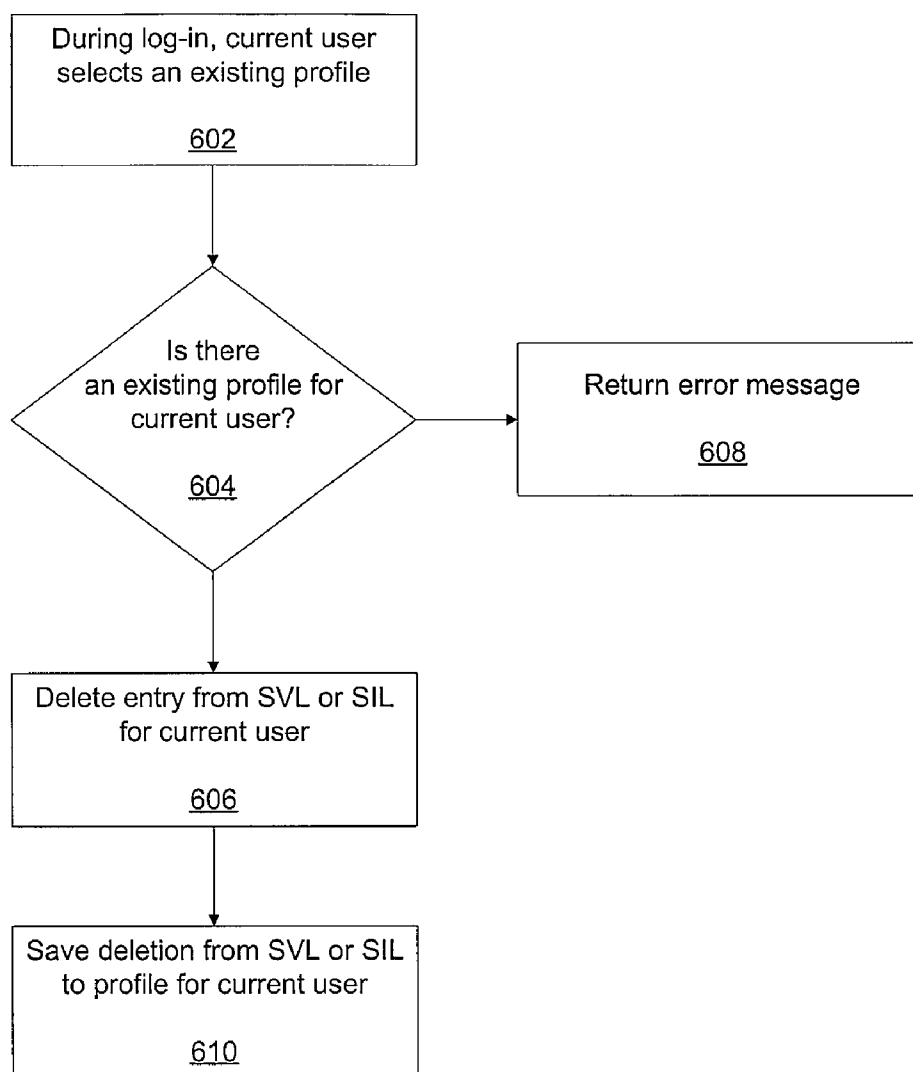 During log-in, current user
selects an existing profile
602
Is there
an existing profile for
current user?
604
Return error message
608
Delete entry from SVL or SIL
for current user
606
Save deletion from SVL or SIL
to profile for current user
610